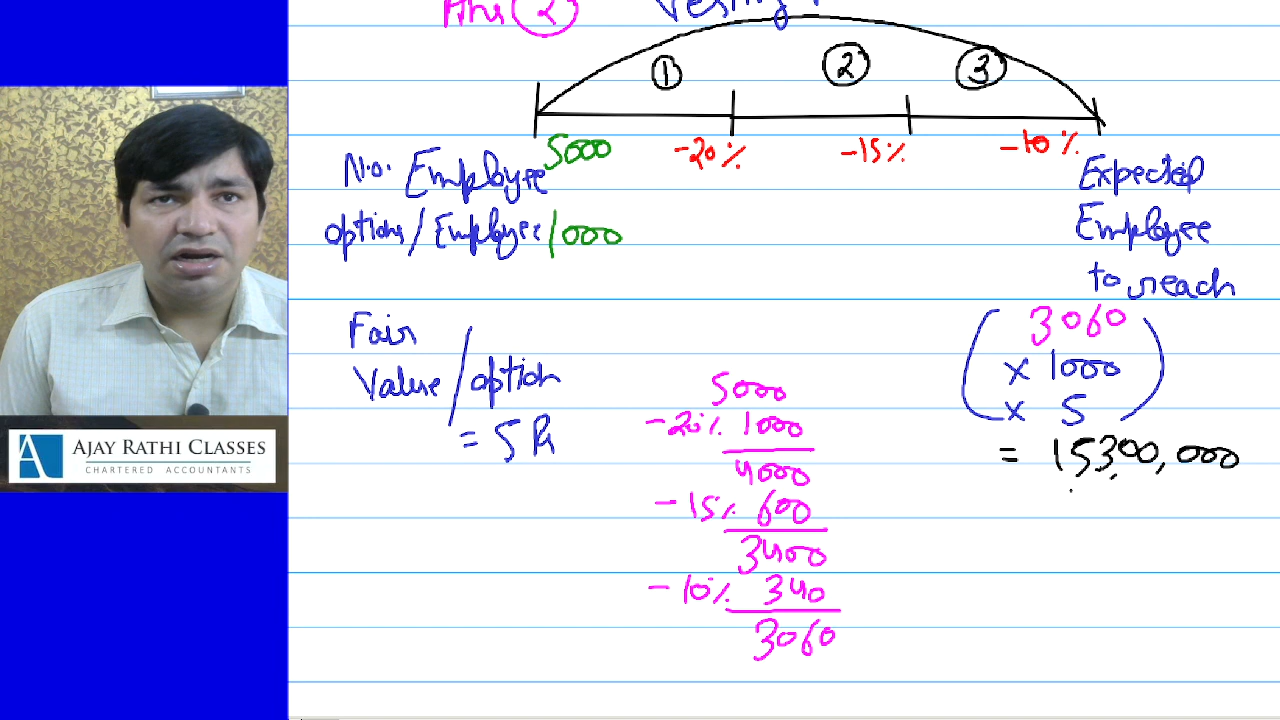 Ans 2 Vesting
1 2 3
5000 -20% -15% -10%
No. Employee
options/Employee 1000
Expected
Employee
to reach
Fair
Value / option
= 5 R
3060
x 1000
x 5
= 15300,000
5000
-20% 1000
4000
-15% 600
3400
-10% 340
3060
AJAY RATHI CLASSES
CHARTERED ACCOUNTANTS